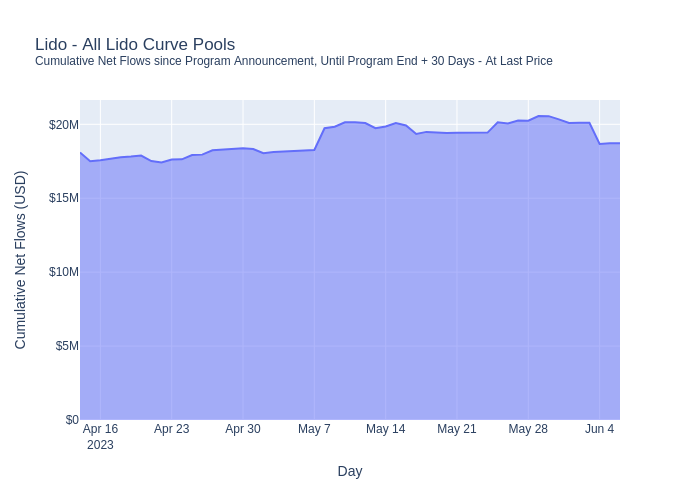 Lido - All Lido Curve Pools
Cumulative Net Flows since Program Announcement, Until Program End + 30 Days - At Last Price
Cumulative Net Flows (USD)
$20M
$15M
$10M
$5M
$0
Apr 16 Apr 23 Apr 30 May 7 May 14 May 21 May 28 Jun 4
2023
Day